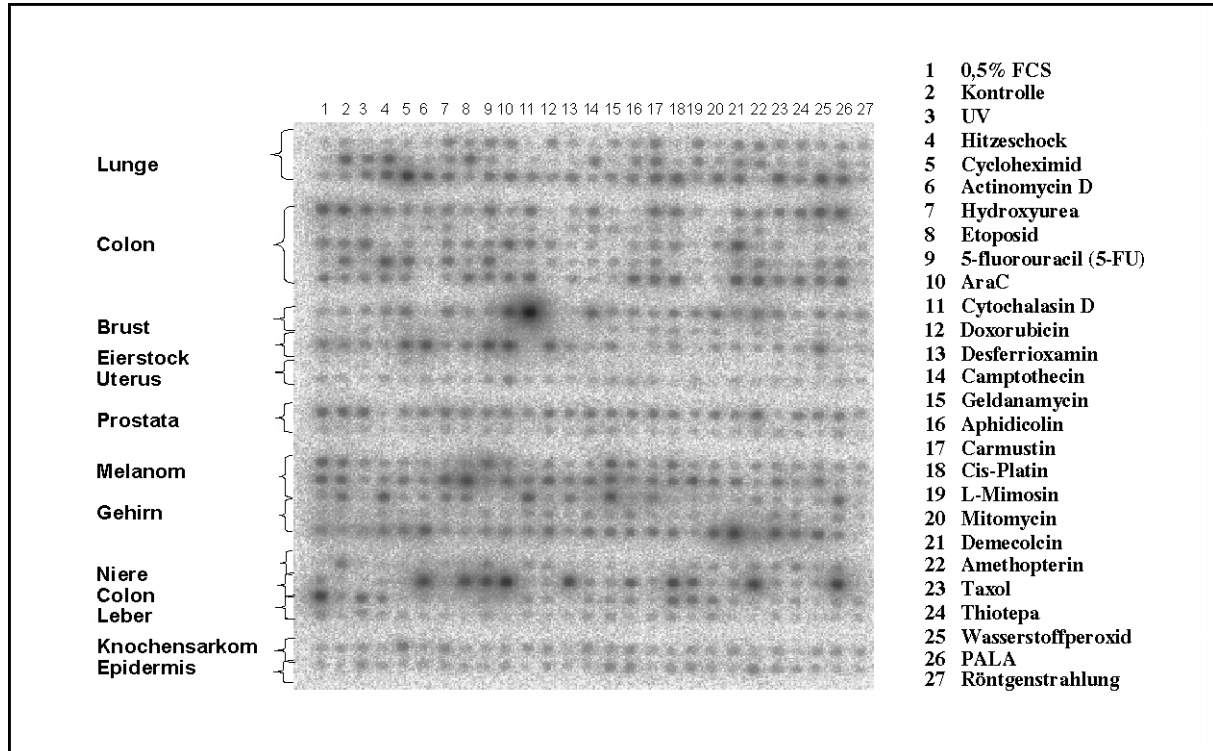 1 2 3 4 5 6 7 8 9 10 11 12 13 14 15 16 17 18 19 20 21 22 23 24 25 26 27
Lunge
Colon
Brust
Eierstock
Uterus
Prostata
Melanom
Gehirn
Niere
Colon
Leber
Knochensarkom
Epidermis
1 0,5% FCS
2 Kontrolle
3 UV
4 Hitzeschock
5 Cycloheximid
6 Actinomycin D
7 Hydroxyurea
8 Etoposid
9 5-fluorouracil (5-FU)
10 AraC
11 Cytochalasin D
12 Doxorubicin
13 Desferrioxamin
14 Camptothecin
15 Geldanamycin
16 Aphidicolin
17 Carmustin
18 Cis-Platin
19 L-Mimosin
20 Mitomycin
21 Demecolcin
22 Amethopterin
23 Taxol
24 Thiotepa
25 Wasserstoffperoxid
26 PALA
27 Röntgenstrahlung